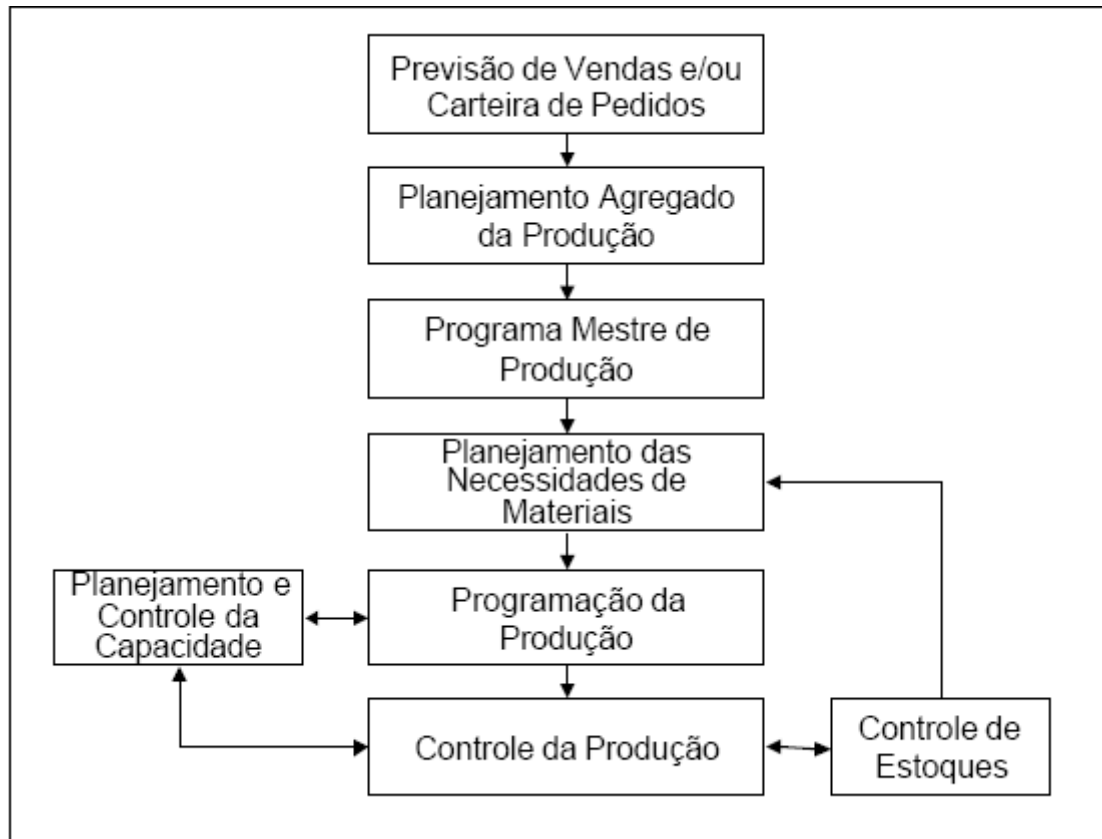 Previsão de Vendas e/ou
Carteira de Pedidos
Planejamento Agregado
da Produção
Programa Mestre de
Produção
Planejamento das
Necessidades de
Materiais
Planejamento e
Controle da
Capacidade
Programação da
Produção
Controle da Produção
Controle de
Estoques